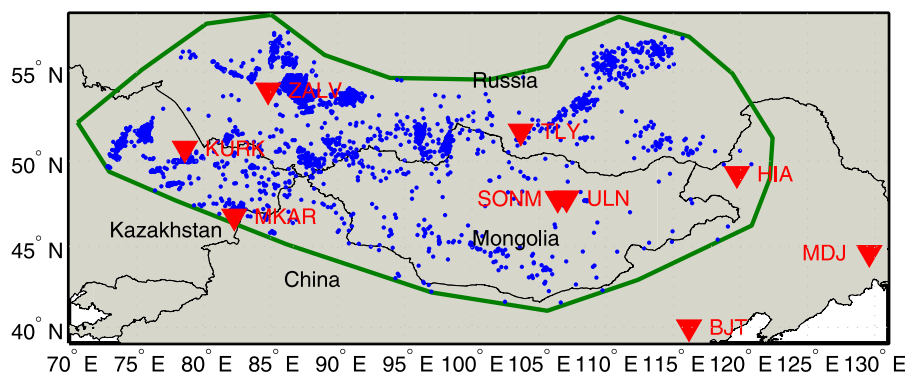 55° N
50° N
45° N
40° N
Russia
ZALV
TLY
KURK
HIA
SONM
ULN
MKAR
Kazakhstan
Mongolia
MDJ
China
BJT
70° E 75° E 80° E 85° E 90° E 95° E 100° E 105° E 110° E 115° E 120° E 125° E 130° E